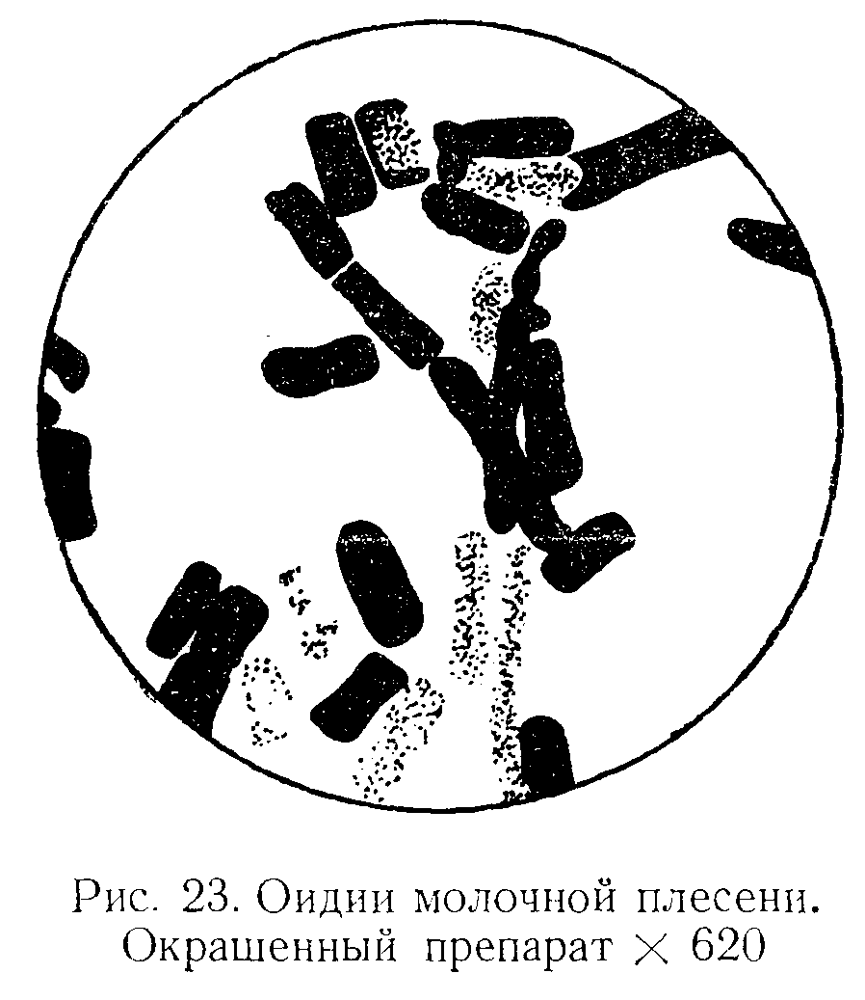 Рис. 23. Оидии молочной плесени.
Окрашенный препарат × 620